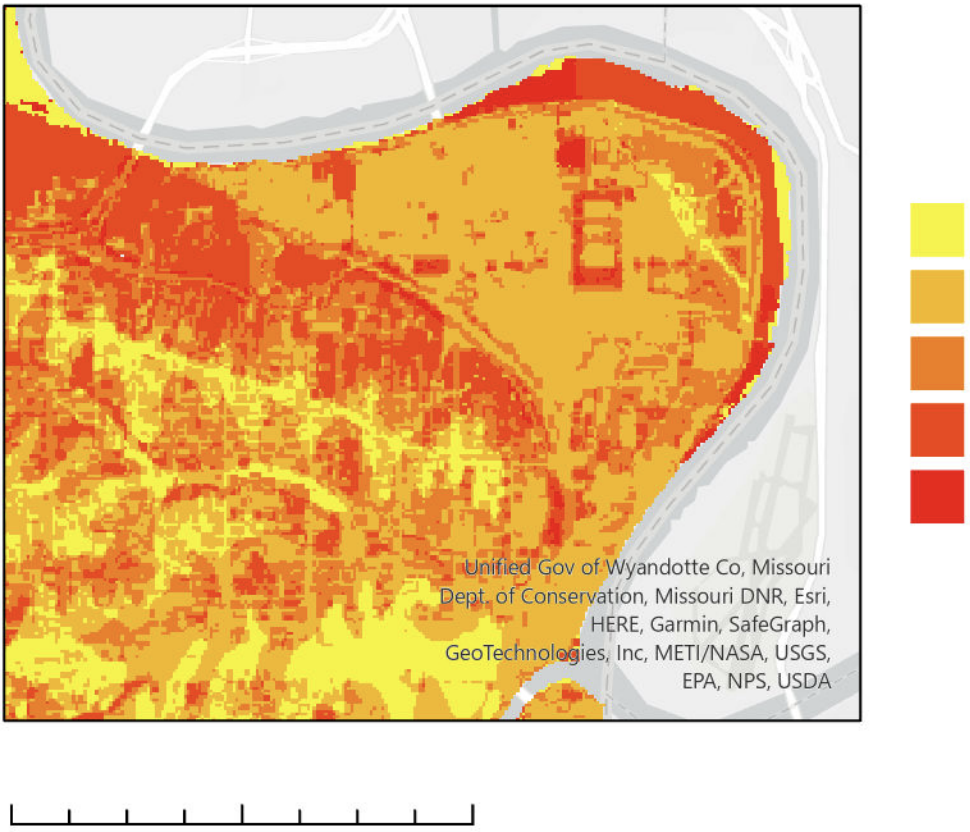 Unified Gov of Wyandotte Co, Missouri
Dept. of Conservation, Missouri DNR, Esri,
HERE, Garmin, SafeGraph,
GeoTechnologies, Inc, METI/NASA, USGS,
EPA, NPS, USDA